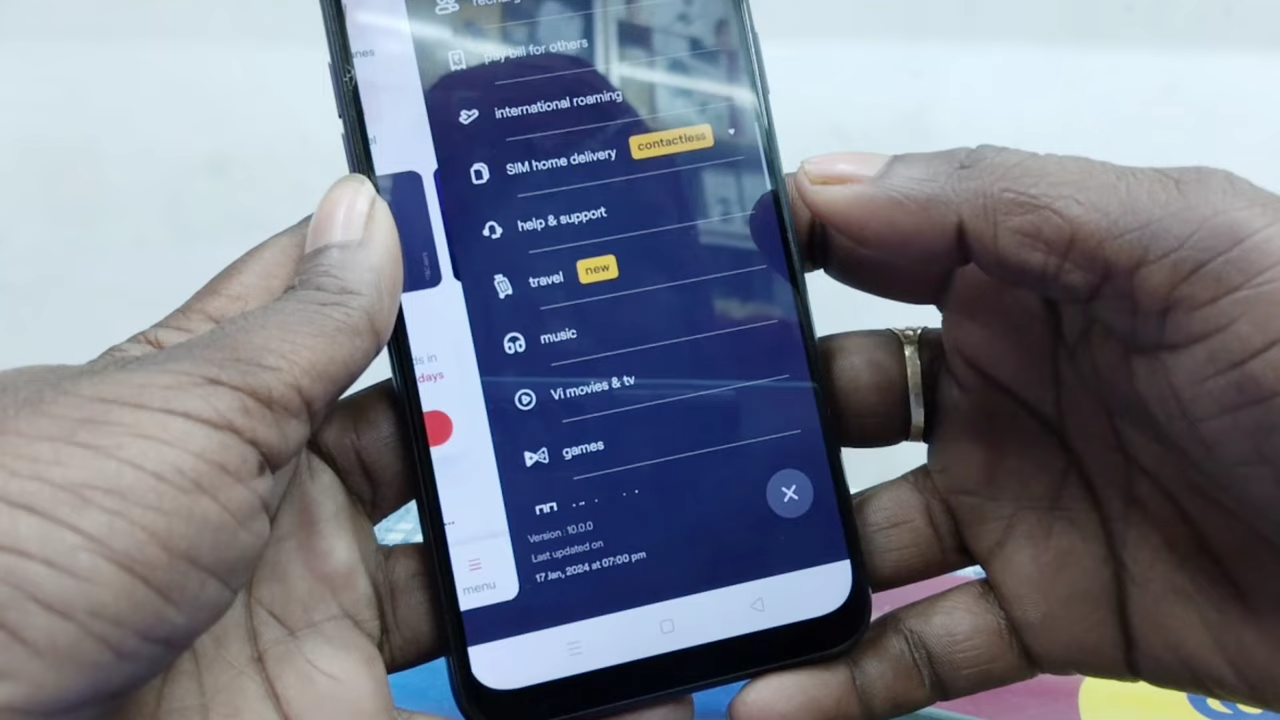 pay bill for others
international roaming
SIM home delivery contactless
help & support
travel new
music
Vi movies & tv
games
Version : 10.0.0
Last updated on
17 Jan, 2024 at 07:00 pm
days
menu